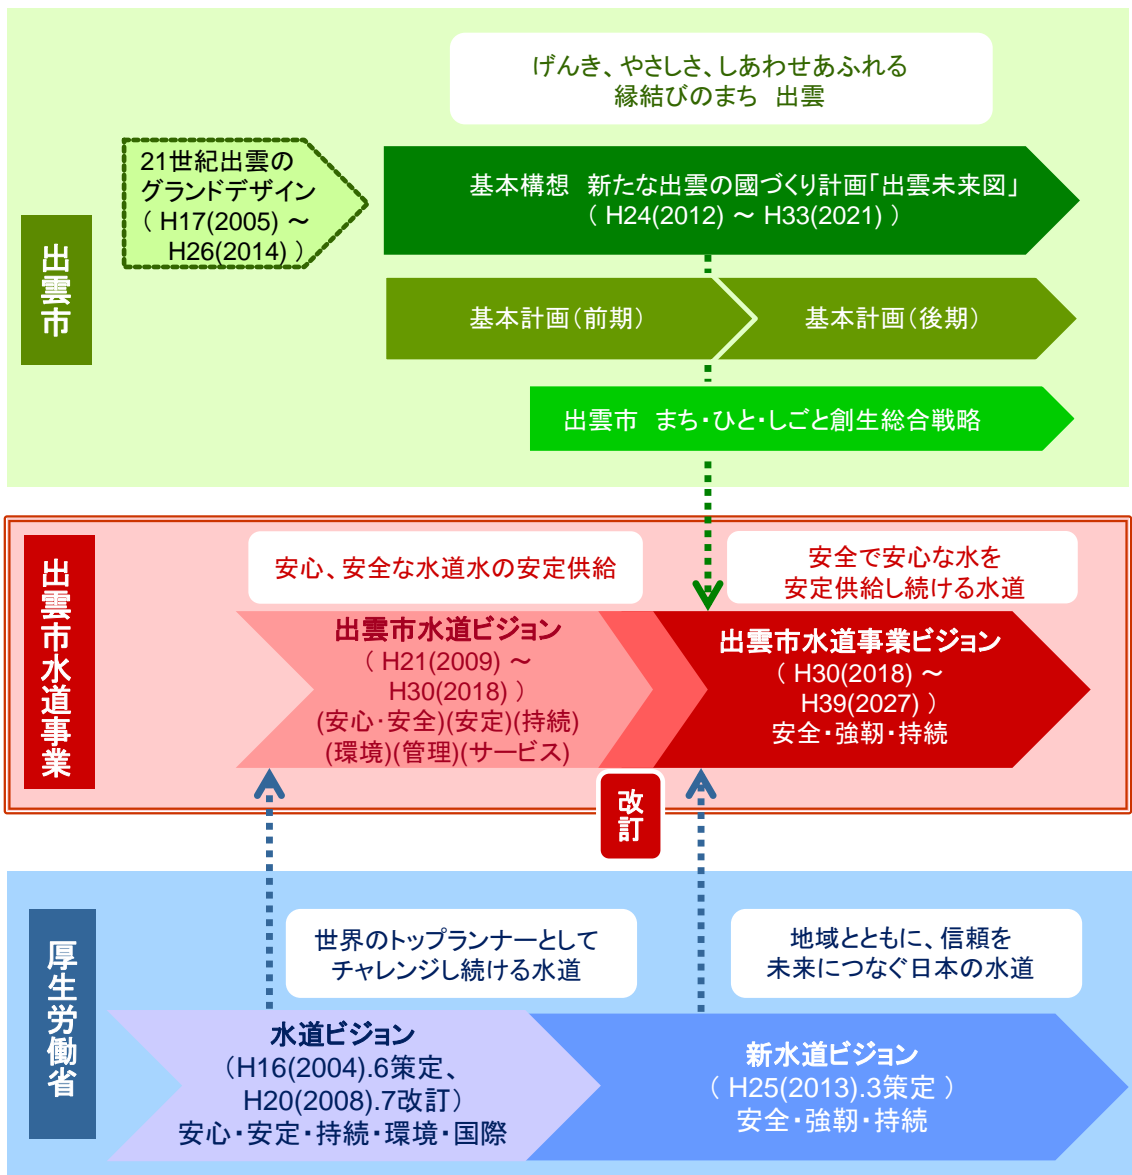 げんき、やさしさ、しあわせあふれる
縁結びのまち　出雲
21世紀出雲の
グランドデザイン
（ H17(2005) ～
H26(2014) ）
基本構想　新たな出雲の國づくり計画「出雲未来図」
（ H24(2012) ～ H33(2021) ）
出雲市
基本計画（前期）
基本計画（後期）
出雲市　まち・ひと・しごと創生総合戦略
出雲市水道事業
安心、安全な水道水の安定供給
安全で安心な水を
安定供給し続ける水道
出雲市水道ビジョン
（ H21(2009) ～
H30(2018) ）
(安心・安全)(安定)(持続)
(環境)(管理)(サービス)
出雲市水道事業ビジョン
（ H30(2018) ～
H39(2027) ）
安全・強靭・持続
改訂
厚生労働省
世界のトップランナーとして
チャレンジし続ける水道
地域とともに、信頼を
未来につなぐ日本の水道
水道ビジョン
（H16(2004).6策定、
H20(2008).7改訂）
安心・安定・持続・環境・国際
新水道ビジョン
（ H25(2013).3策定 ）
安全・強靭・持続